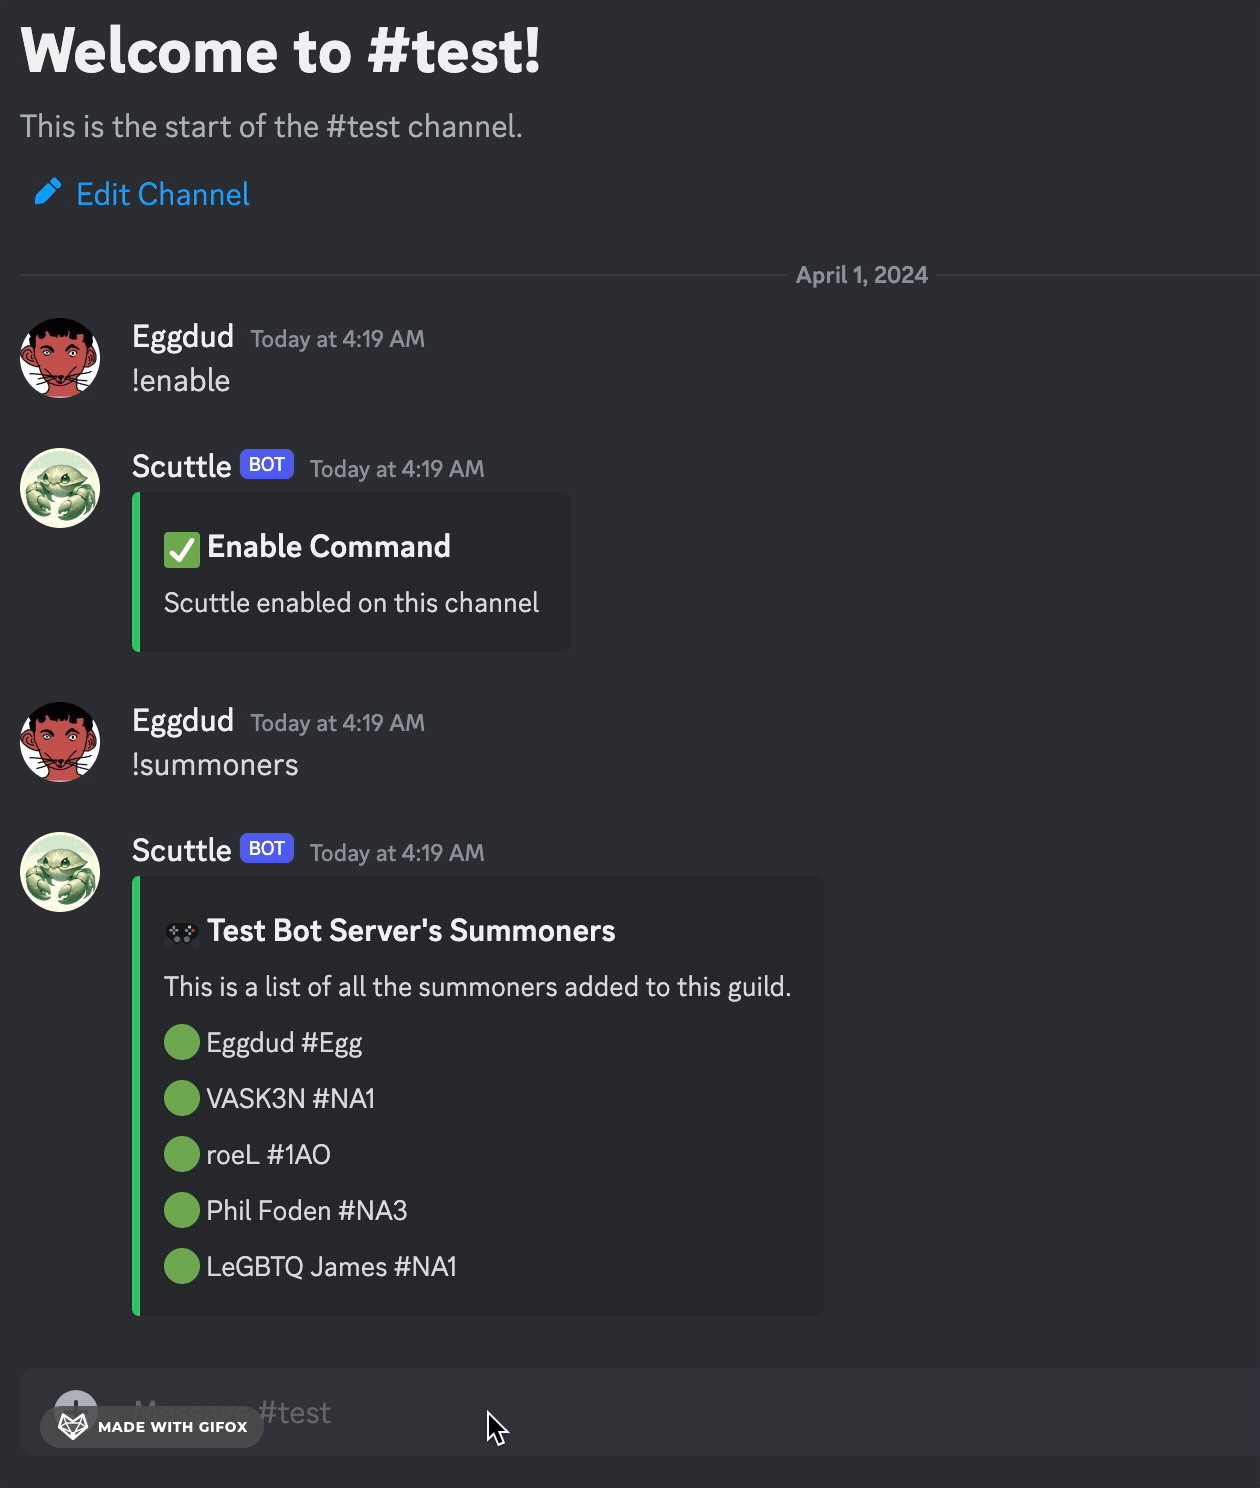 Welcome to #test!
This is the start of the #test channel.
Edit Channel
April 1, 2024
Eggdud Today at 4:19 AM
!enable
Scuttle BOT Today at 4:19 AM
✅ Enable Command
Scuttle enabled on this channel
Eggdud Today at 4:19 AM
!summoners
Scuttle BOT Today at 4:19 AM
🎮 Test Bot Server's Summoners
This is a list of all the summoners added to this guild.
🟢 Eggdud #Egg
🟢 VASK3N #NA1
🟢 roeL #1AO
🟢 Phil Foden #NA3
🟢 LeGBTQ James #NA1
Message #test
MADE WITH GIFOX